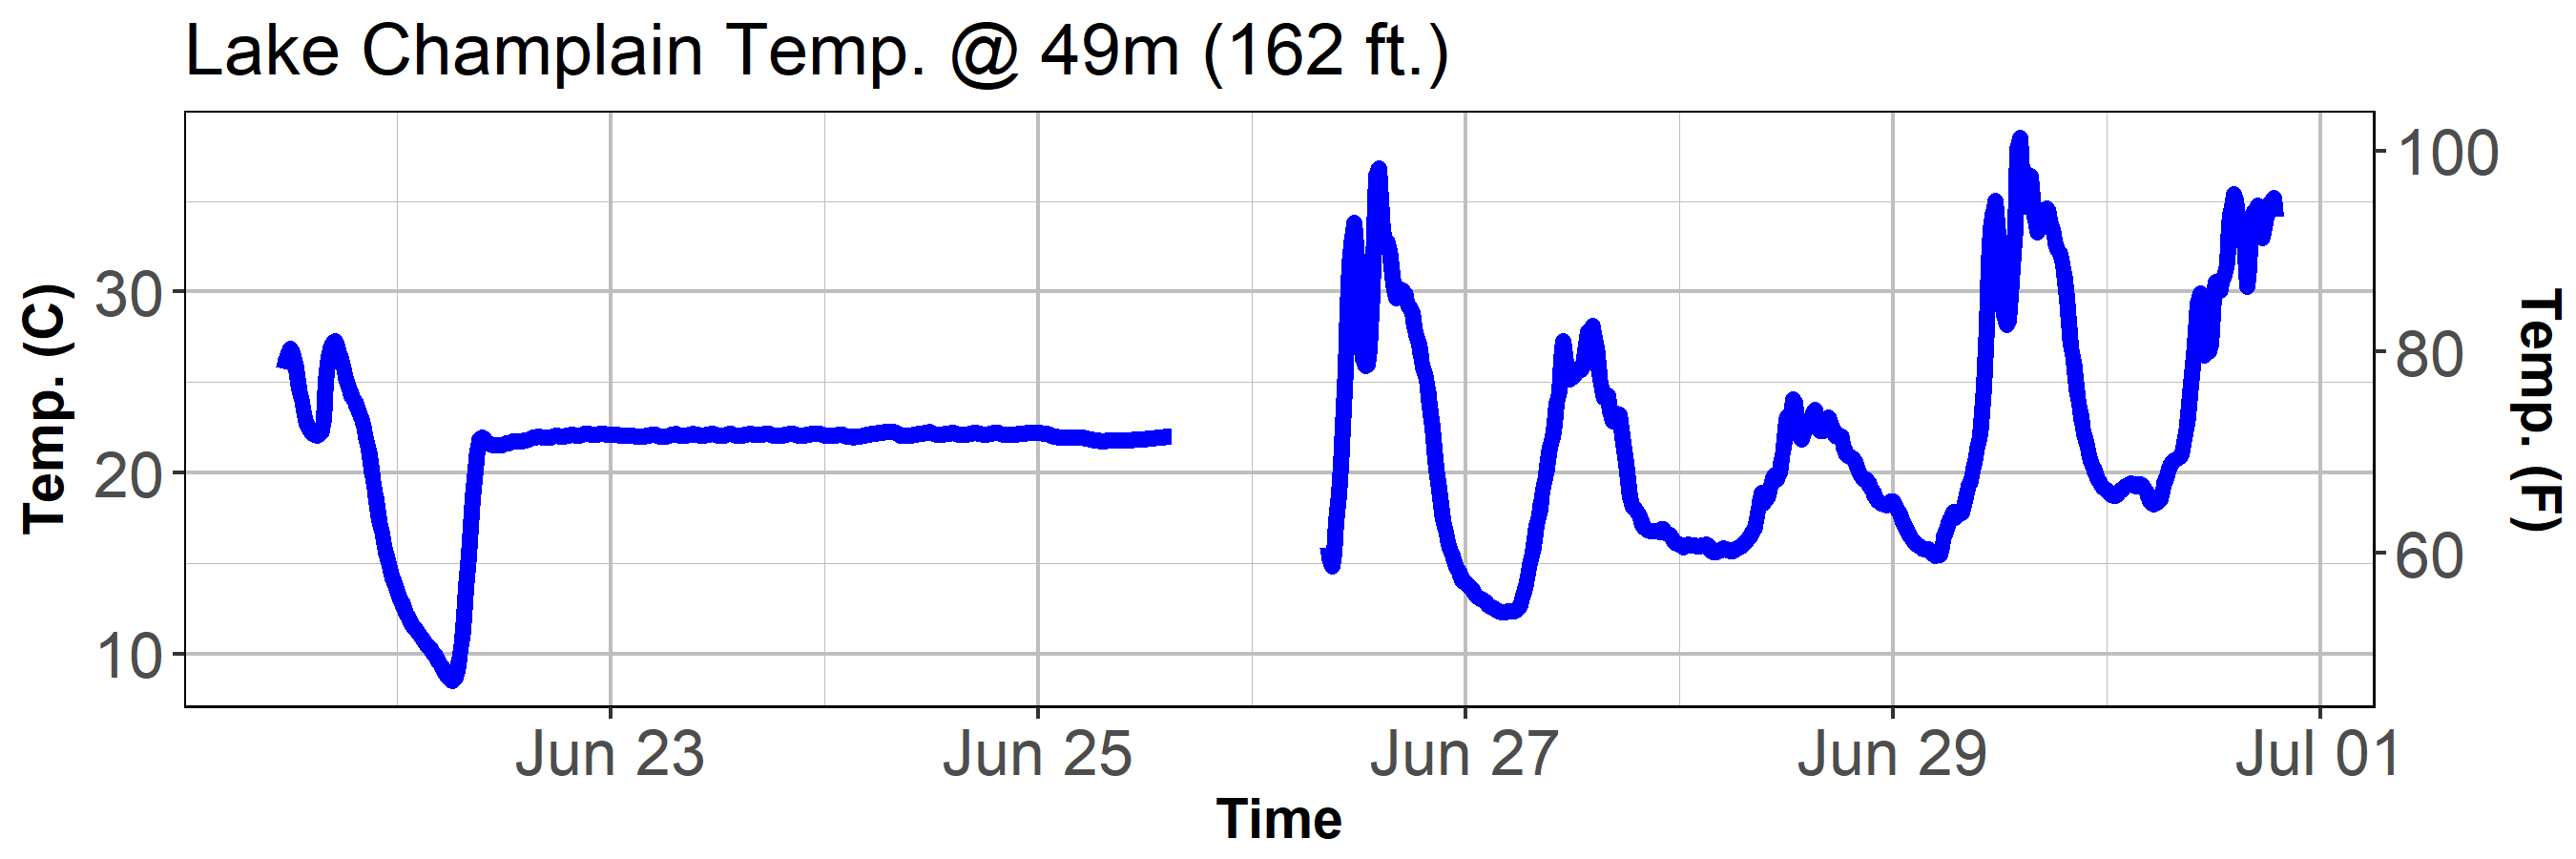 Lake Champlain Temp. @ 49m (162 ft.)
Temp. (C)
30
20
10
100
80
60
Temp. (F)
Jun 23
Jun 25
Jun 27
Jun 29
Jul 01
Time